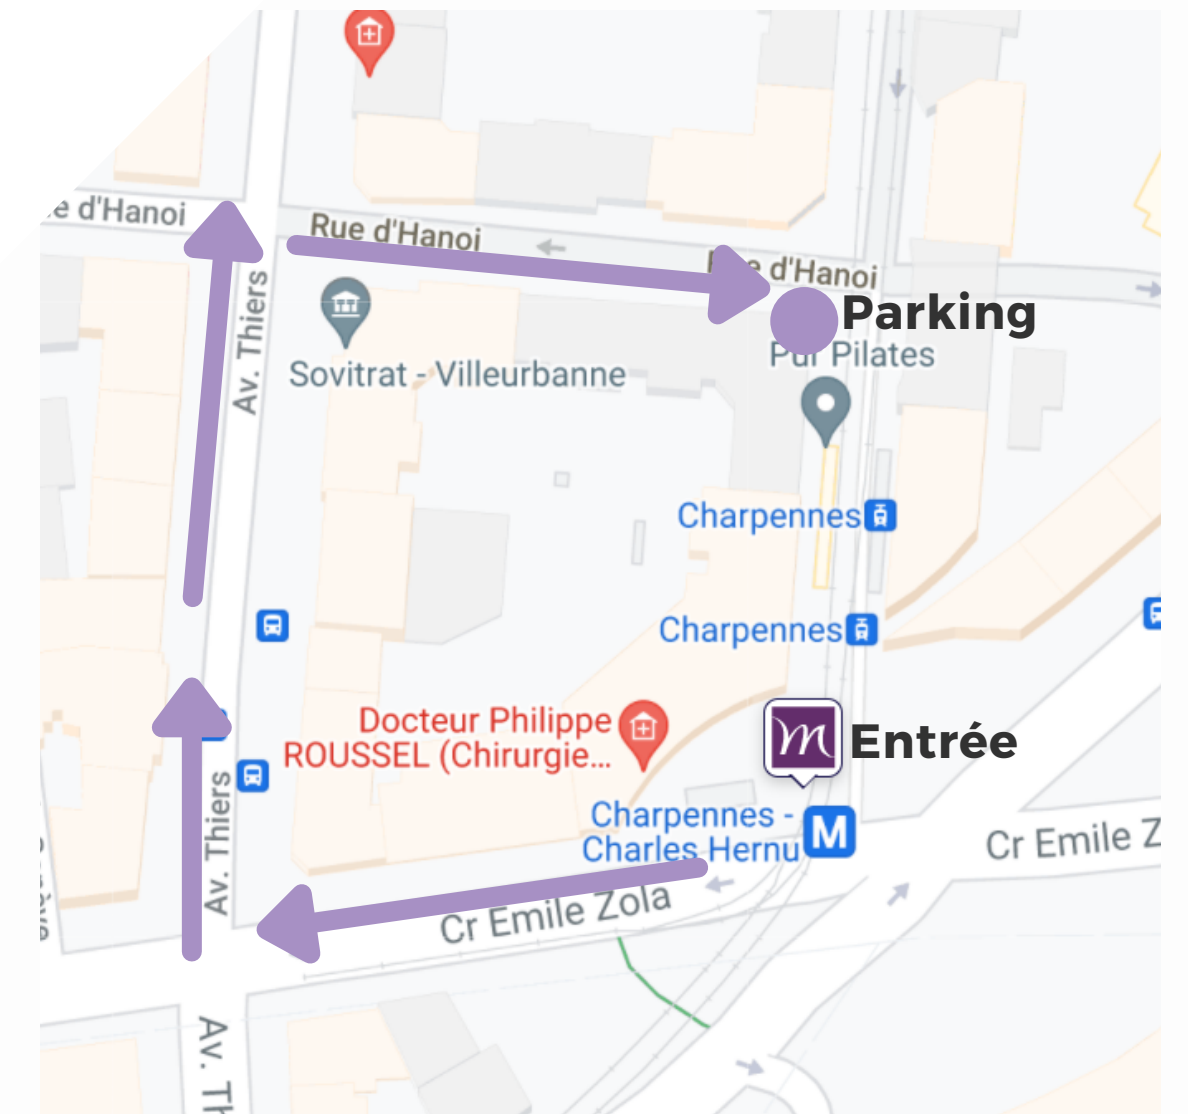 e d'Hanoi
Rue d'Hanoi
e d'Hanoi
Parking
Pur Pilates
Av. Thiers
Sovitrat - Villeurbanne
Charpennes
Charpennes
Docteur Philippe
ROUSSEL (Chirurgie...
m
Entrée
Charpennes -
Charles Hernu
M
Cr Emile Z
Av. Thiers
Cr Emile Zola
Av. Th